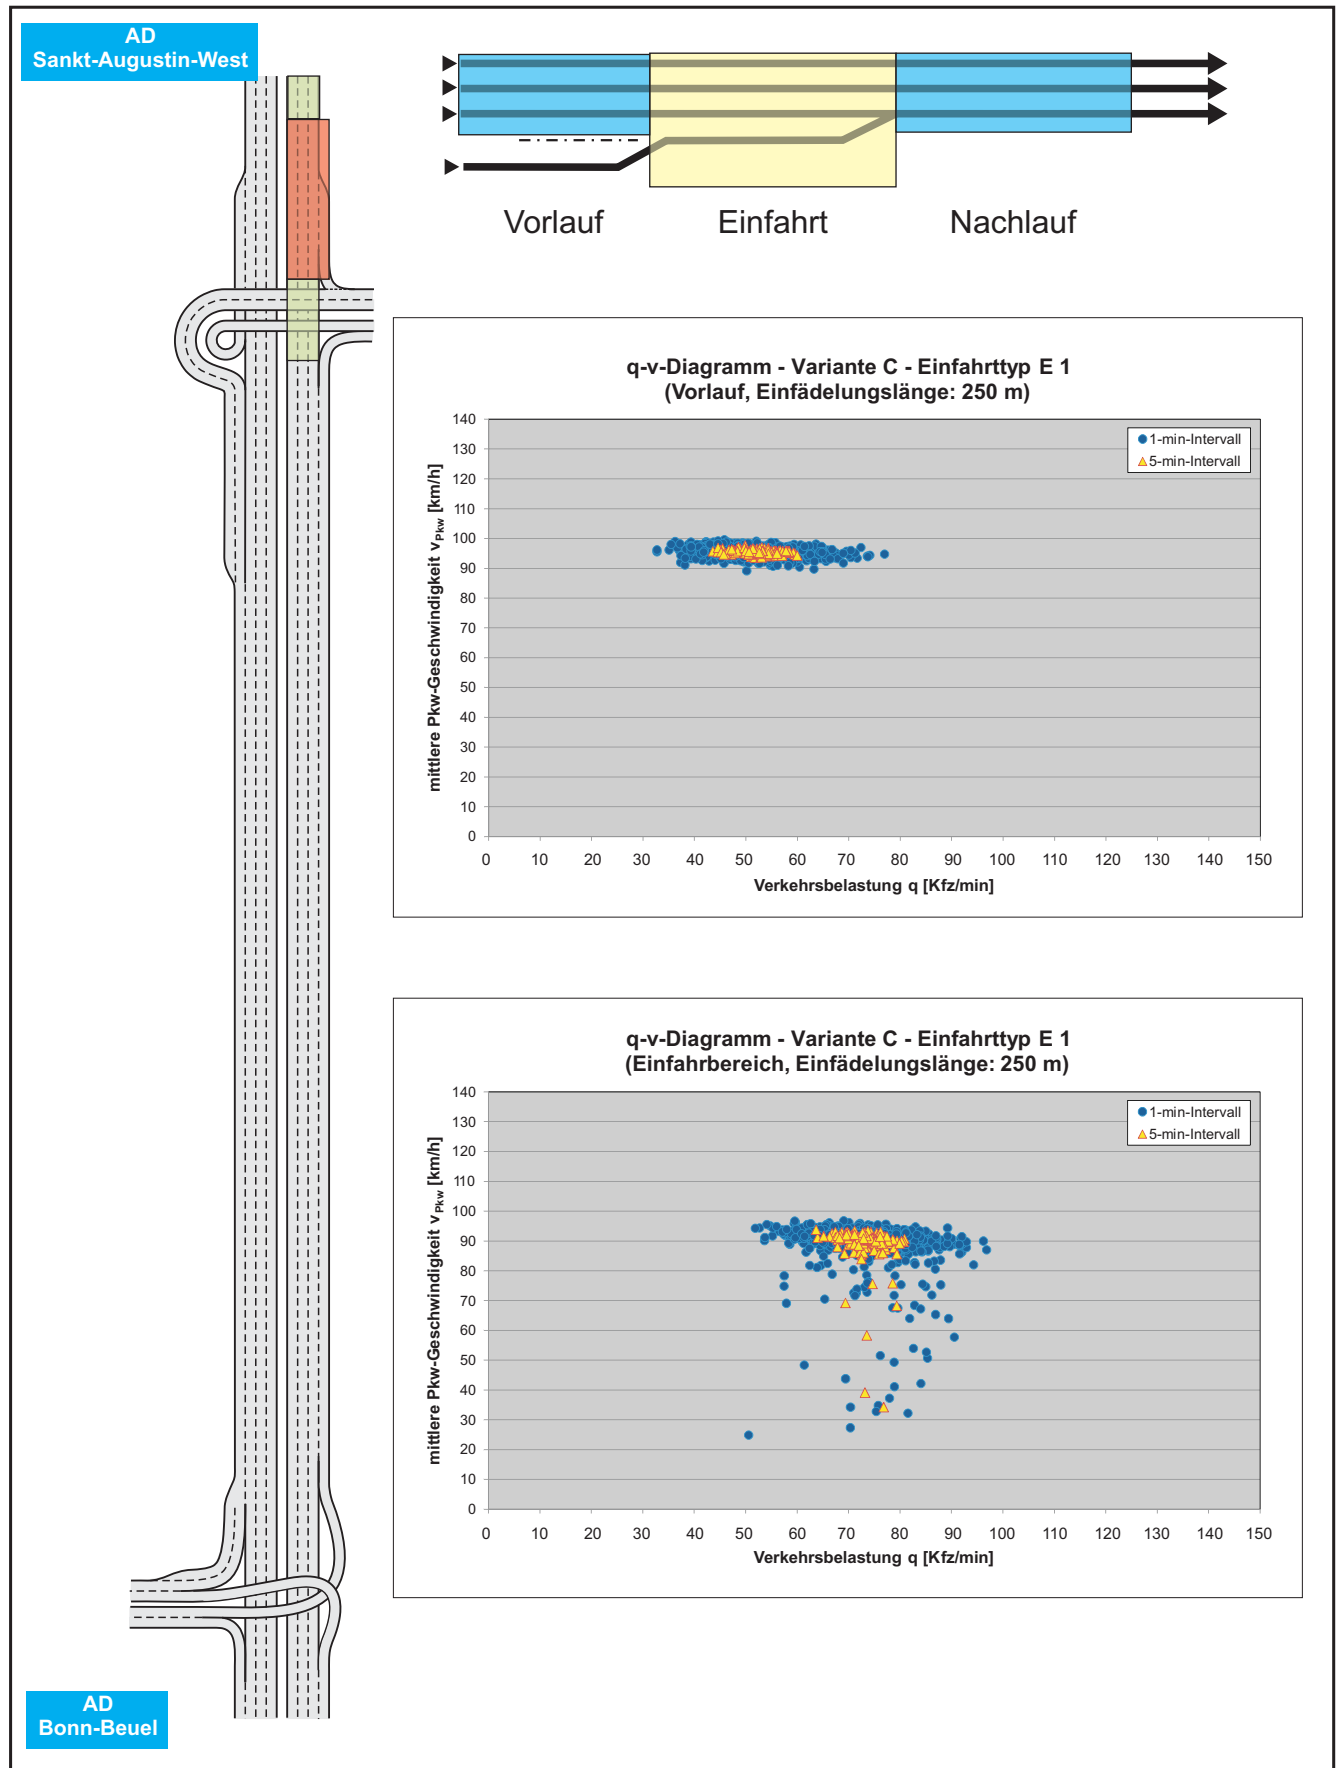 AD
Sankt-Augustin-West
Vorlauf Einfahrt Nachlauf
q-v-Diagramm - Variante C - Einfahrttyp E 1
(Vorlauf, Einfädelungslänge: 250 m)
1-min-Intervall
5-min-Intervall
mittlere Pkw-Geschwindigkeit vPkw [km/h]
140
130
120
110
100
90
80
70
60
50
40
30
20
10
0
0 10 20 30 40 50 60 70 80 90 100 110 120 130 140 150
Verkehrsbelastung q [Kfz/min]
q-v-Diagramm - Variante C - Einfahrttyp E 1
(Einfahrbereich, Einfädelungslänge: 250 m)
1-min-Intervall
5-min-Intervall
mittlere Pkw-Geschwindigkeit vPkw [km/h]
140
130
120
110
100
90
80
70
60
50
40
30
20
10
0
0 10 20 30 40 50 60 70 80 90 100 110 120 130 140 150
Verkehrsbelastung q [Kfz/min]
AD
Bonn-Beuel